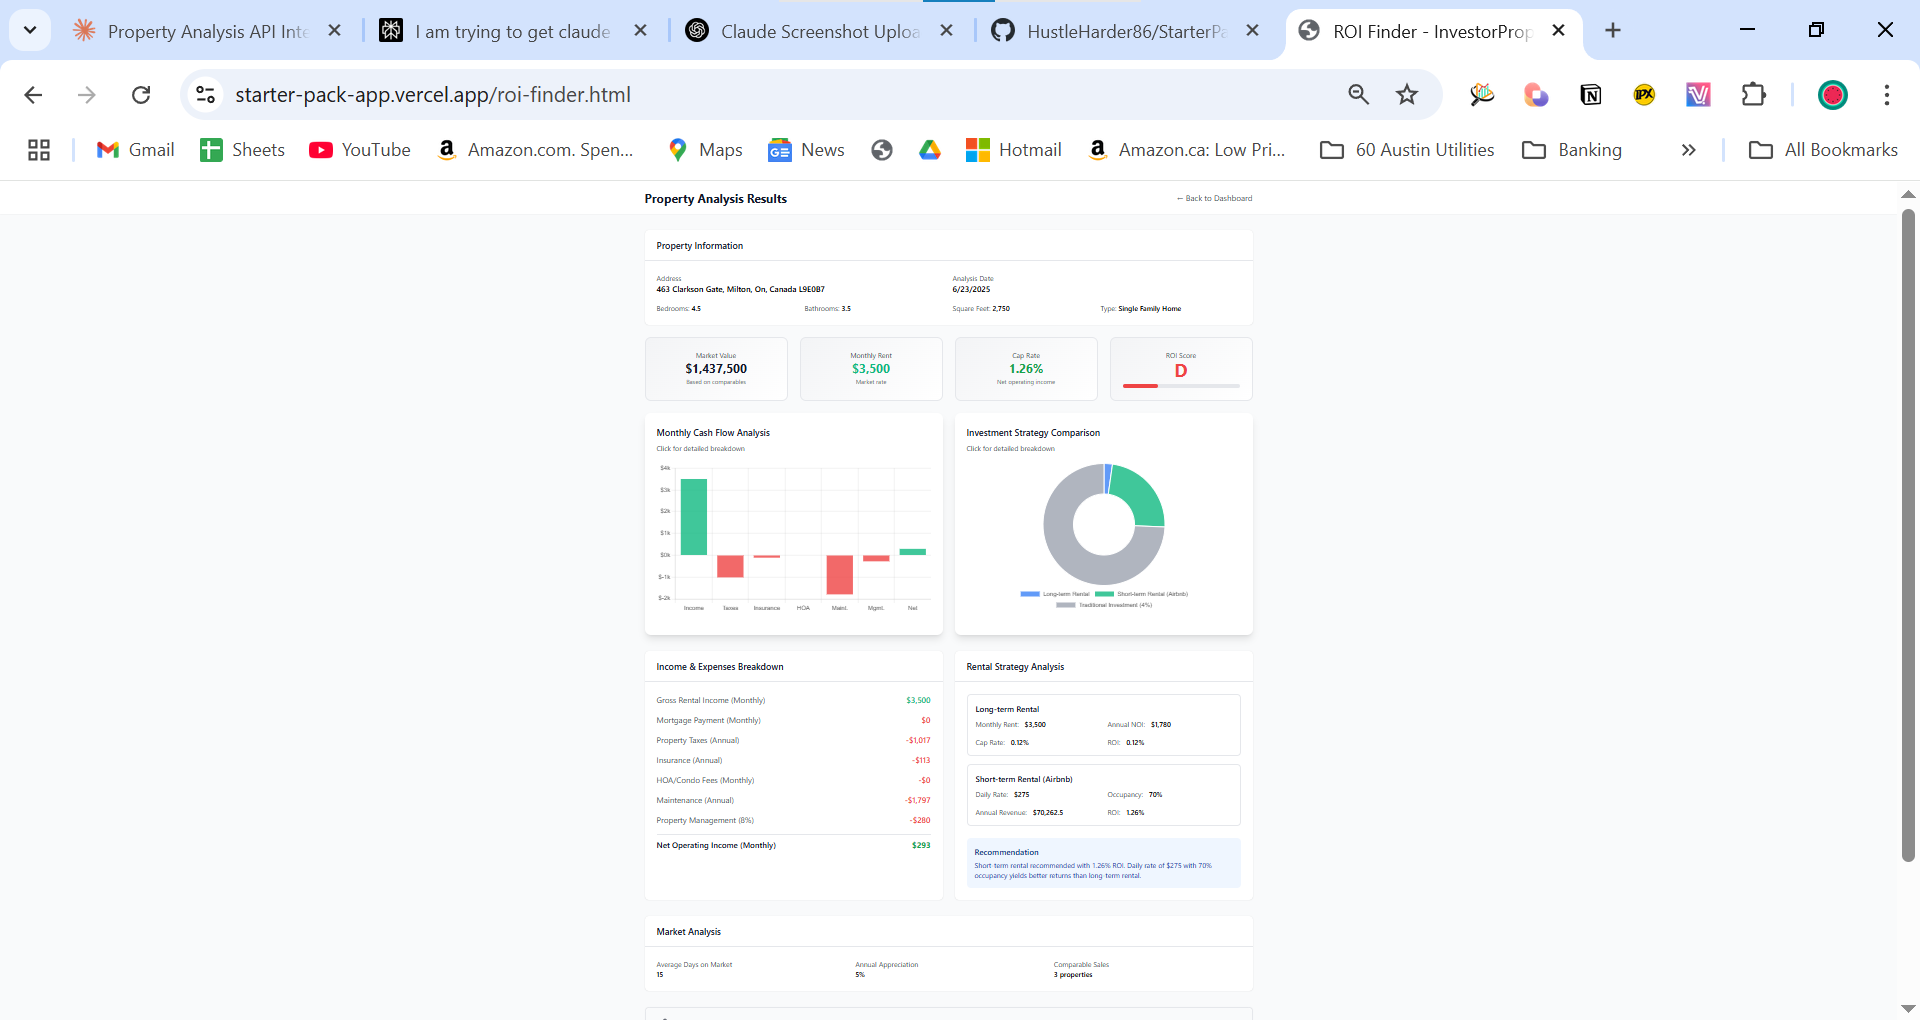 Property Analysis API Inte
I am trying to get claude
Claude Screenshot Uploa
HustleHarder86/StarterPa
ROI Finder - InvestorProp
starter-pack-app.vercel.app/roi-finder.html
Gmail
Sheets
YouTube
Amazon.com. Spen...
Maps
News
Hotmail
Amazon.ca: Low Pri...
60 Austin Utilities
Banking
All Bookmarks
Property Analysis Results
← Back to Dashboard
Property Information
Address
463 Clarkson Gate, Milton, On, Canada L9E0B7
Analysis Date
6/23/2025
Bedrooms: 4.5
Bathrooms: 3.5
Square Feet: 2,750
Type: Single Family Home
Market Value
$1,437,500
Based on comparables
Monthly Rent
$3,500
Market rate
Cap Rate
1.26%
Net operating income
ROI Score
D
Monthly Cash Flow Analysis
Click for detailed breakdown
$4k
$3k
$2k
$1k
$0k
$-1k
$-2k
Income
Taxes
Insurance
HOA
Maint.
Mgmt.
Net
Investment Strategy Comparison
Click for detailed breakdown
Long-term Rental
Short-term Rental (Airbnb)
Traditional Investment (4%)
Income & Expenses Breakdown
Gross Rental Income (Monthly) $3,500
Mortgage Payment (Monthly) $0
Property Taxes (Annual) -$1,017
Insurance (Annual) -$113
HOA/Condo Fees (Monthly) -$0
Maintenance (Annual) -$1,797
Property Management (8%) -$280
Net Operating Income (Monthly) $293
Rental Strategy Analysis
Long-term Rental
Monthly Rent: $3,500 Annual NOI: $1,780
Cap Rate: 0.12% ROI: 0.12%
Short-term Rental (Airbnb)
Daily Rate: $275 Occupancy: 70%
Annual Revenue: $70,262.5 ROI: 1.26%
Recommendation
Short-term rental recommended with 1.26% ROI. Daily rate of $275 with 70%
occupancy yields better returns than long-term rental.
Market Analysis
Average Days on Market
15
Annual Appreciation
5%
Comparable Sales
3 properties